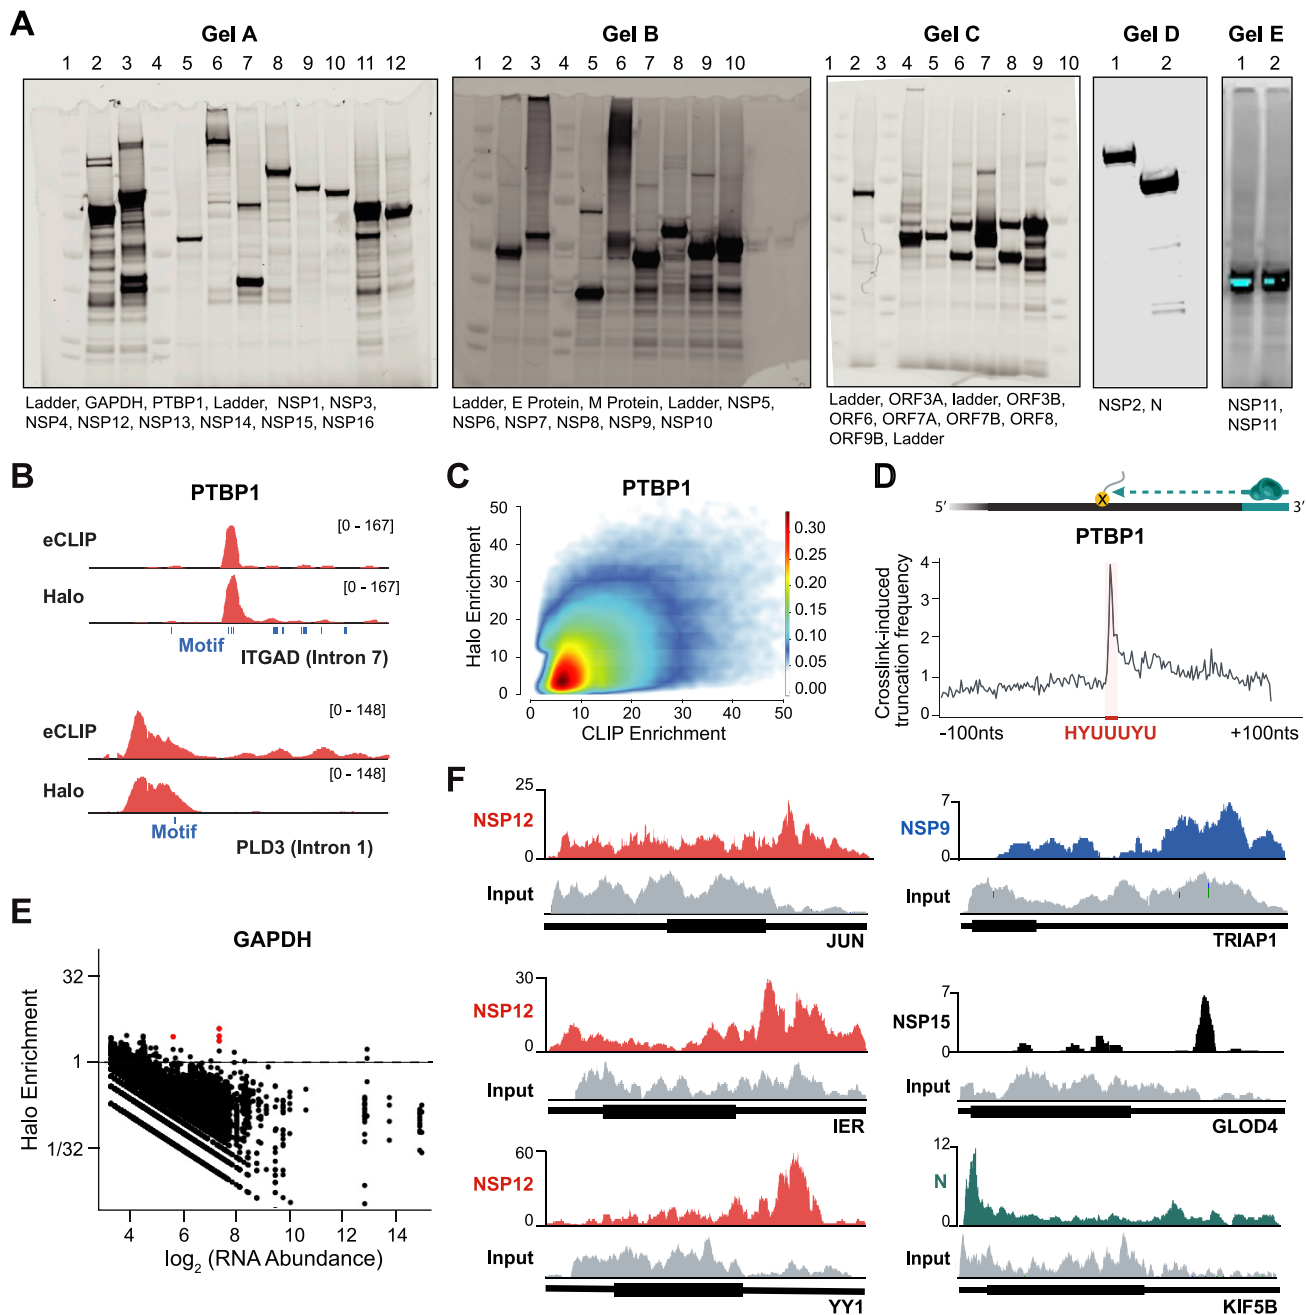 A
Gel A
1 2 3 4 5 6 7 8 9 10 11 12
Ladder, GAPDH, PTBP1, Ladder, NSP1, NSP3,
NSP4, NSP12, NSP13, NSP14, NSP15, NSP16
Gel B
1 2 3 4 5 6 7 8 9 10
Ladder, E Protein, M Protein, Ladder, NSP5,
NSP6, NSP7, NSP8, NSP9, NSP10
Gel C
1 2 3 4 5 6 7 8 9 10
Ladder, ORF3A, ladder, ORF3B,
ORF6, ORF7A, ORF7B, ORF8,
ORF9B, Ladder
Gel D
1 2
NSP2, N
Gel E
1 2
NSP11,
NSP11
B
PTBP1
eCLIP
[0 - 167]
Halo
[0 - 167]
Motif
ITGAD (Intron 7)
eCLIP
[0 - 148]
Halo
[0 - 148]
Motif
PLD3 (Intron 1)
C
PTBP1
Halo Enrichment
50
40
30
20
10
0
0 10 20 30 40 50
CLIP Enrichment
0.30
0.25
0.20
0.15
0.10
0.05
0.00
D
5' X 3'
PTBP1
Crosslink-induced
truncation frequency
4
3
2
1
0
-100nts HYUUUYU +100nts
E
GAPDH
Halo Enrichment
32
1
1/32
4 6 8 10 12 14
log2 (RNA Abundance)
F
25
NSP12
0
Input
JUN
7
NSP9
0
Input
TRIAP1
30
NSP12
0
Input
IER
7
NSP15
0
Input
GLOD4
60
NSP12
0
Input
YY1
12
N
0
Input
KIF5B